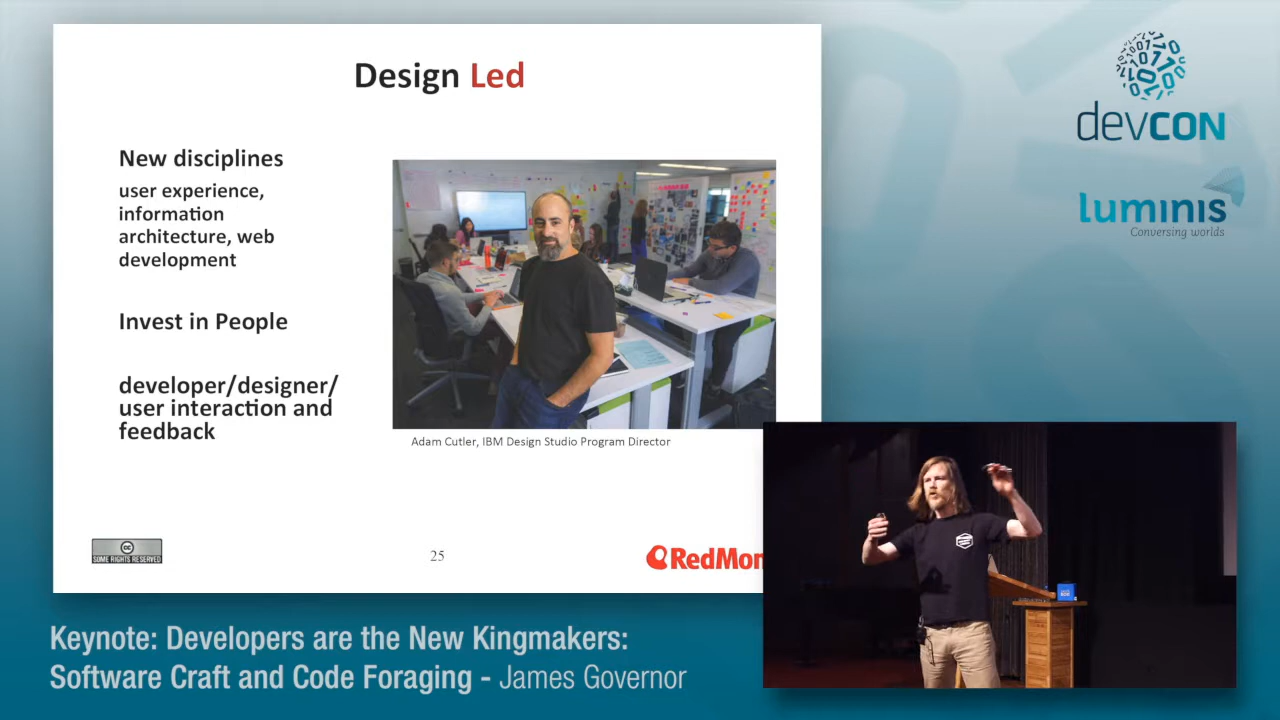 Design Led
New disciplines
user experience,
information
architecture, web
development
Invest in People
developer/designer/
user interaction and
feedback
Adam Cutler, IBM Design Studio Program Director
CC
SOME RIGHTS RESERVED
25
RedMon
devCON
luminis
Conversing worlds
Keynote: Developers are the New Kingmakers:
Software Craft and Code Foraging - James Governor